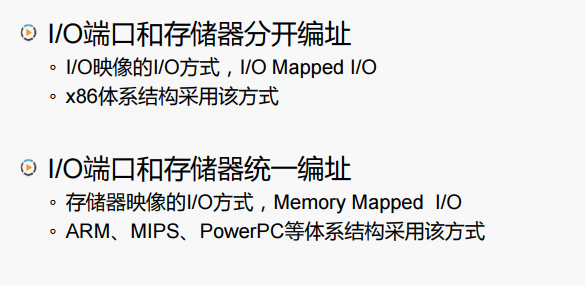 I/O端口和存储器分开编址
I/O映像的I/O方式，I/O Mapped I/O
x86体系结构采用该方式
I/O端口和存储器统一编址
存储器映像的I/O方式，Memory Mapped  I/O
ARM、MIPS、PowerPC等体系结构采用该方式